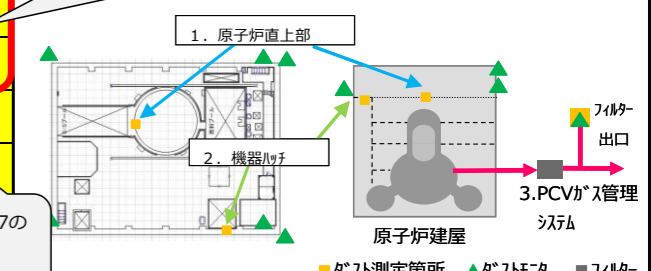 1．原子炉直上部
2．機器ﾊｯﾁ
ﾌｨﾙﾀｰ
出口
3.PCVｶﾞｽ管理
ｼｽﾃﾑ
原子炉建屋
7の
ﾀﾞｽﾄ測定箇所 ﾀﾞｽﾄﾓﾆﾀ ﾌｨﾙﾀｰ